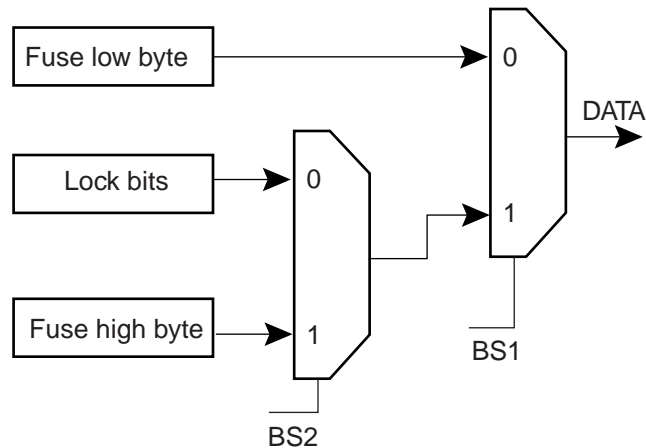 Fuse low byte
0
DATA
Lock bits
0
1
Fuse high byte
1
BS1
BS2